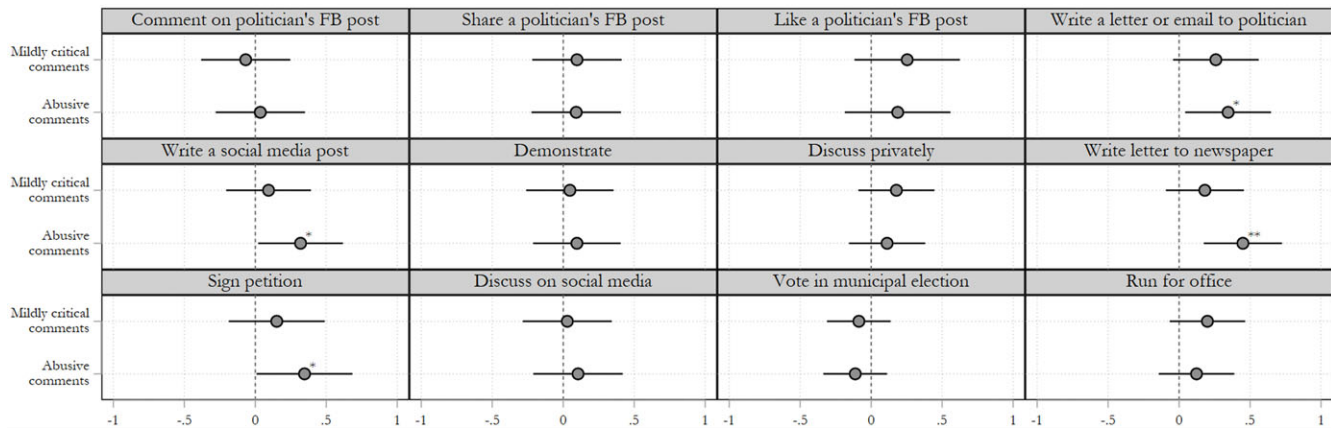 Comment on politician's FB post
Share a politician's FB post
Like a politician's FB post
Write a letter or email to politician
Mildly critical
comments
Abusive
comments
*
Write a social media post
Demonstrate
Discuss privately
Write letter to newspaper
Mildly critical
comments
Abusive
comments
*
**
Sign petition
Discuss on social media
Vote in municipal election
Run for office
Mildly critical
comments
Abusive
comments
*
-1 -.5 0 .5 1 -1 -.5 0 .5 1 -1 -.5 0 .5 1 -1 -.5 0 .5 1